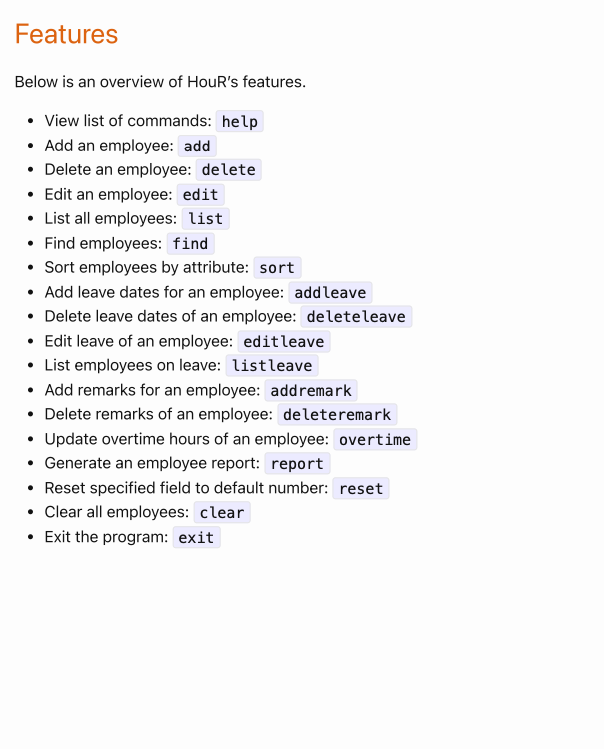 Features
Below is an overview of HouR’s features.
• View list of commands: help
• Add an employee: add
• Delete an employee: delete
• Edit an employee: edit
• List all employees: list
• Find employees: find
• Sort employees by attribute: sort
• Add leave dates for an employee: addleave
• Delete leave dates of an employee: deleteleave
• Edit leave of an employee: editleave
• List employees on leave: listleave
• Add remarks for an employee: addremark
• Delete remarks of an employee: deleteremark
• Update overtime hours of an employee: overtime
• Generate an employee report: report
• Reset specified field to default number: reset
• Clear all employees: clear
• Exit the program: exit